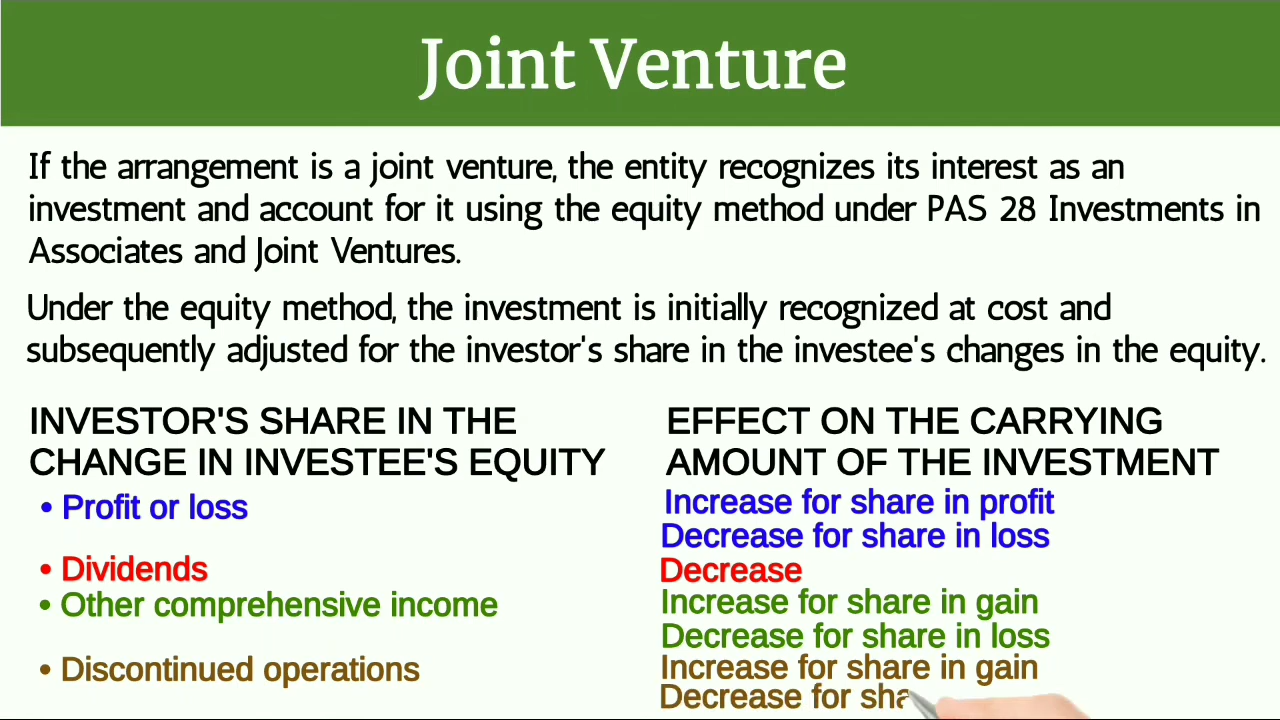 Joint Venture
If the arrangement is a joint venture, the entity recognizes its interest as an
investment and account for it using the equity method under PAS 28 Investments in
Associates and Joint Ventures.
Under the equity method, the investment is initially recognized at cost and
subsequently adjusted for the investor's share in the investee's changes in the equity.
INVESTOR'S SHARE IN THE
CHANGE IN INVESTEE'S EQUITY
• Profit or loss
• Dividends
• Other comprehensive income
• Discontinued operations
EFFECT ON THE CARRYING
AMOUNT OF THE INVESTMENT
Increase for share in profit
Decrease for share in loss
Decrease
Increase for share in gain
Decrease for share in loss
Increase for share in gain
Decrease for sha